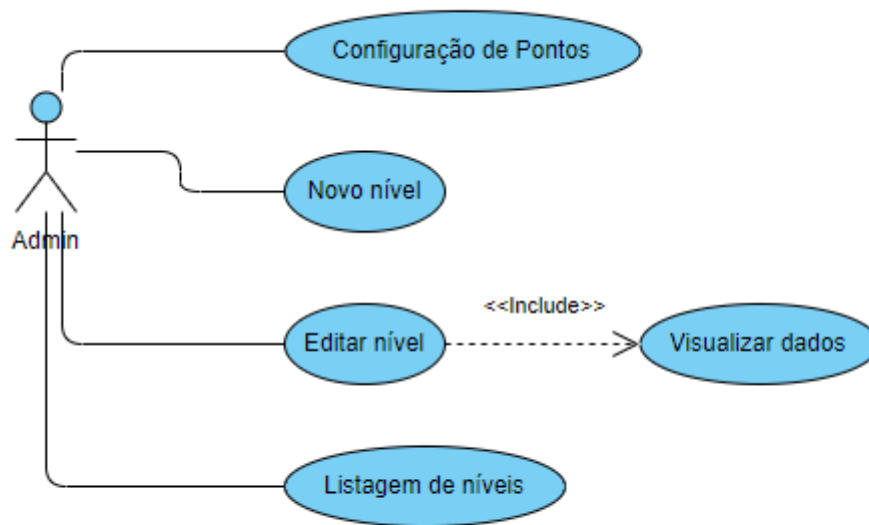 Configuração de Pontos
Novo nível
Admin
<<Include>>
Editar nível
Visualizar dados
Listagem de níveis